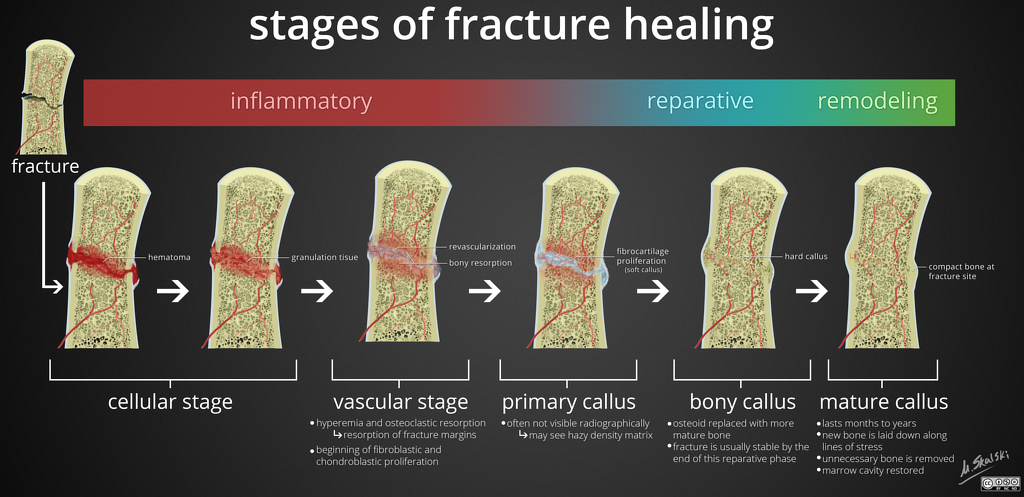 stages of fracture healing
inflammatory
reparative
remodeling
fracture
hematoma
granulation tisue
revascularization
bony resorption
fibrocartilage
proliferation
(soft callus)
hard callus
compact bone at
fracture site
cellular stage
vascular stage
•hyperemia and osteoclastic resorption
↳resorption of fracture margins
•beginning of fibroblastic and
chondroblastic proliferation
primary callus
•often not visible radiographically
↳may see hazy density matrix
bony callus
•osteoid replaced with more
mature bone
•fracture is usually stable by the
end of this reparative phase
mature callus
•lasts months to years
•new bone is laid down along
lines of stress
•unnecessary bone is removed
•marrow cavity restored
M.Skalski
cc
BY NC ND